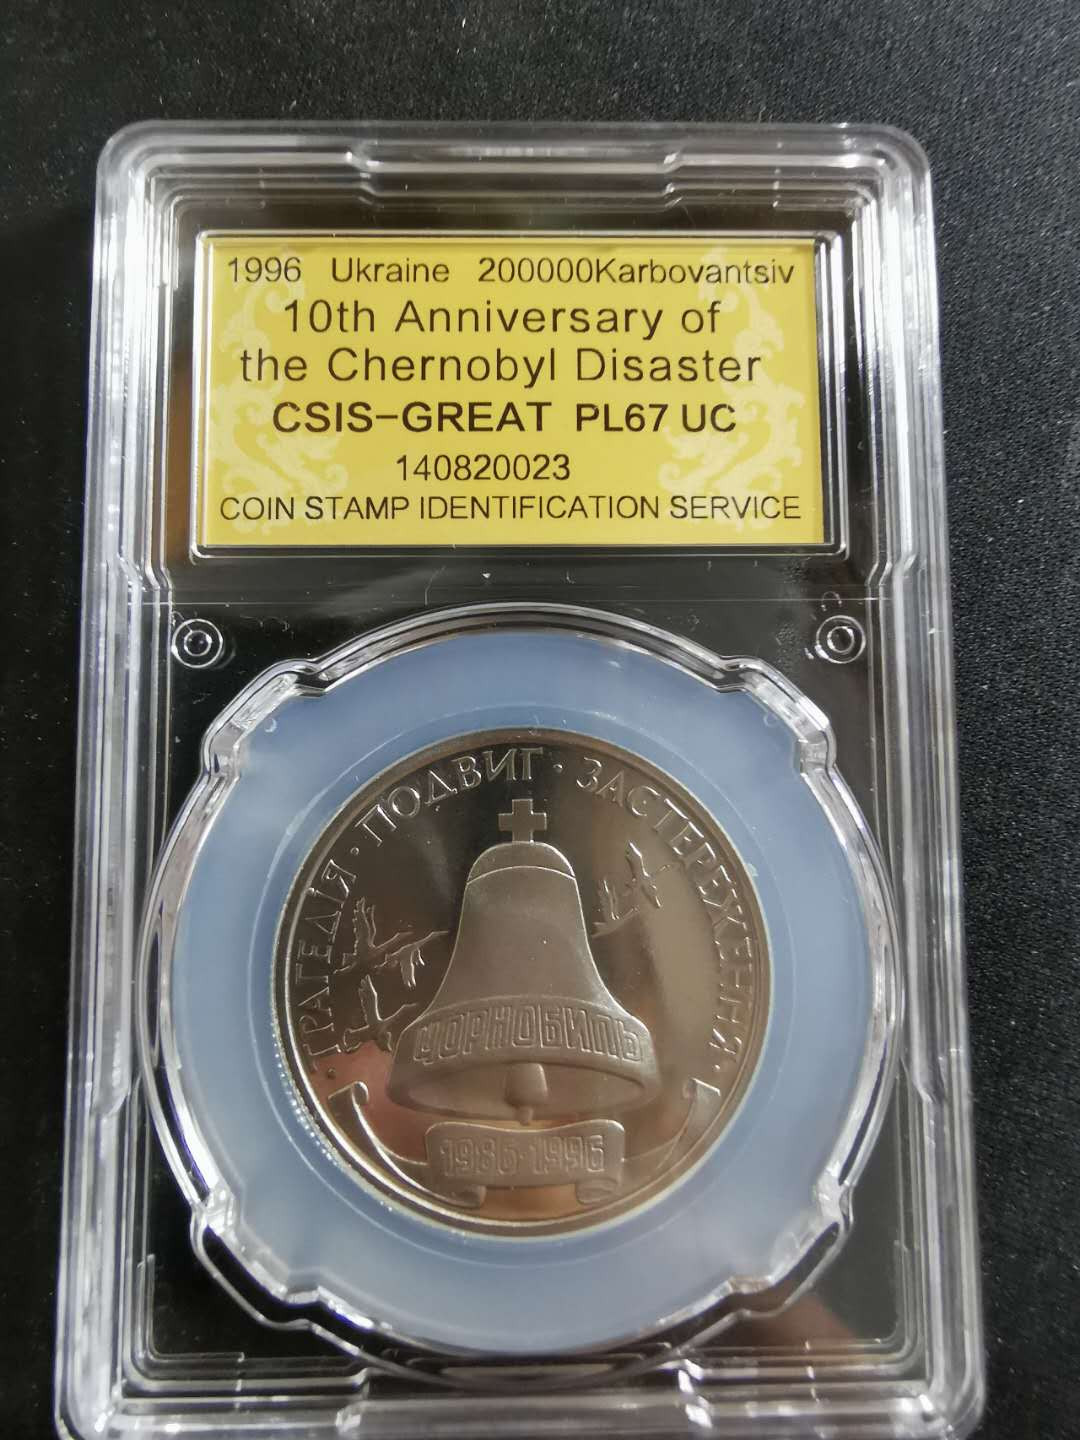 1996 Ukraine 200000Karbovantsiv
10th Anniversary of
the Chernobyl Disaster
CSIS-GREAT PL67 UC
140820023
COIN STAMP IDENTIFICATION SERVICE
ТРАГЕДІЯ · ПОДВИГ · ЗАСТЕРЕЖЕННЯ ·
ЧОРНОБИЛЬ
1986·1996